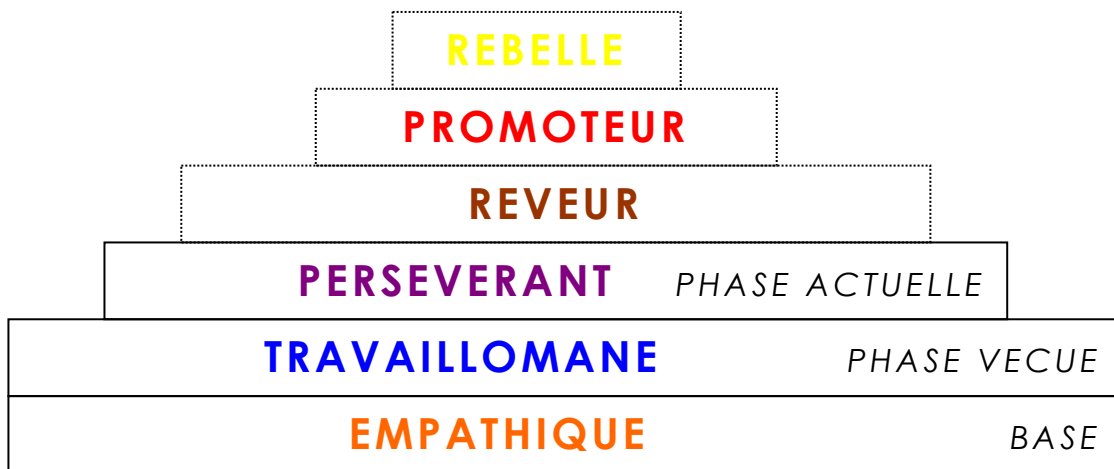 REBELLE
PROMOTEUR
REVEUR
PERSEVERANT PHASE ACTUELLE
TRAVAILLOMANE PHASE VECUE
EMPATHIQUE BASE